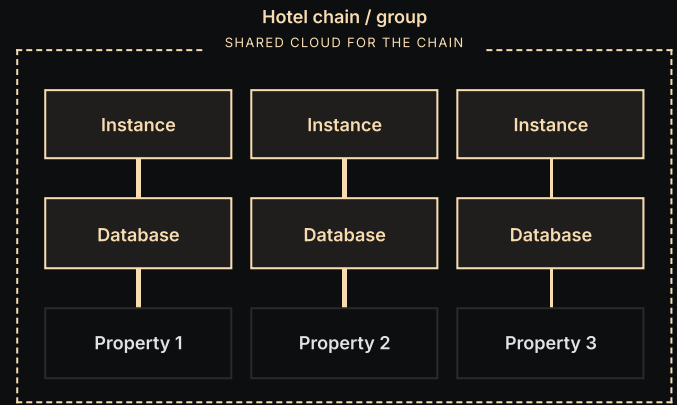 Hotel chain / group
SHARED CLOUD FOR THE CHAIN
Instance
Instance
Instance
Database
Database
Database
Property 1
Property 2
Property 3